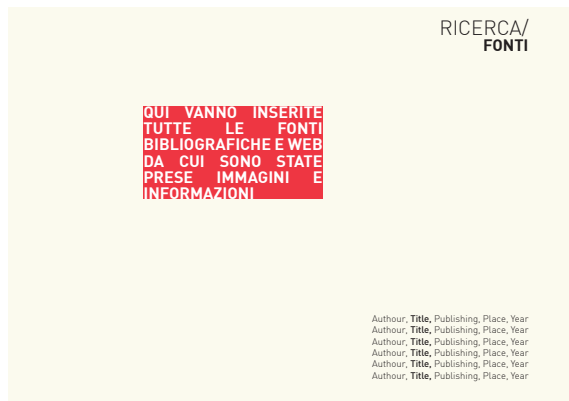 RICERCA/
FONTI
QUI VANNO INSERITE
TUTTE LE FONTI
BIBLIOGRAFICHE E WEB
DA CUI SONO STATE
PRESE IMMAGINI E
INFORMAZIONI
Authour, Title, Publishing, Place, Year
Authour, Title, Publishing, Place, Year
Authour, Title, Publishing, Place, Year
Authour, Title, Publishing, Place, Year
Authour, Title, Publishing, Place, Year
Authour, Title, Publishing, Place, Year